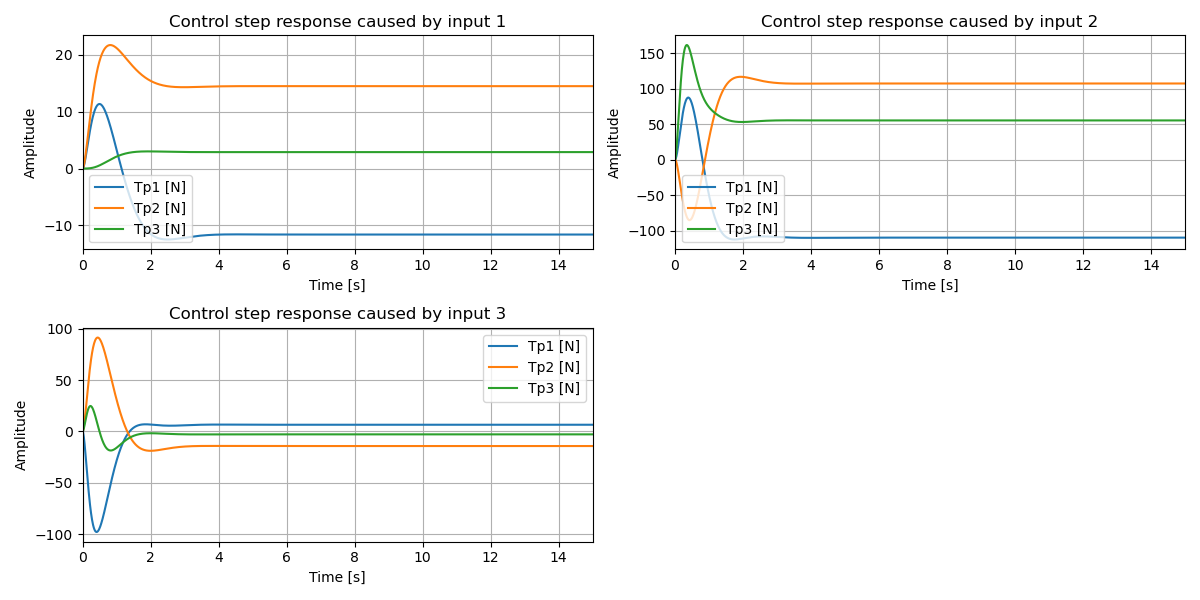 Control step response caused by input 1
Amplitude
20
10
0
−10
Tp1 [N]
Tp2 [N]
Tp3 [N]
0 2 4 6 8 10 12 14
Time [s]
Control step response caused by input 2
Amplitude
150
100
50
0
−50
−100
Tp1 [N]
Tp2 [N]
Tp3 [N]
0 2 4 6 8 10 12 14
Time [s]
Control step response caused by input 3
Amplitude
100
50
0
−50
−100
Tp1 [N]
Tp2 [N]
Tp3 [N]
0 2 4 6 8 10 12 14
Time [s]